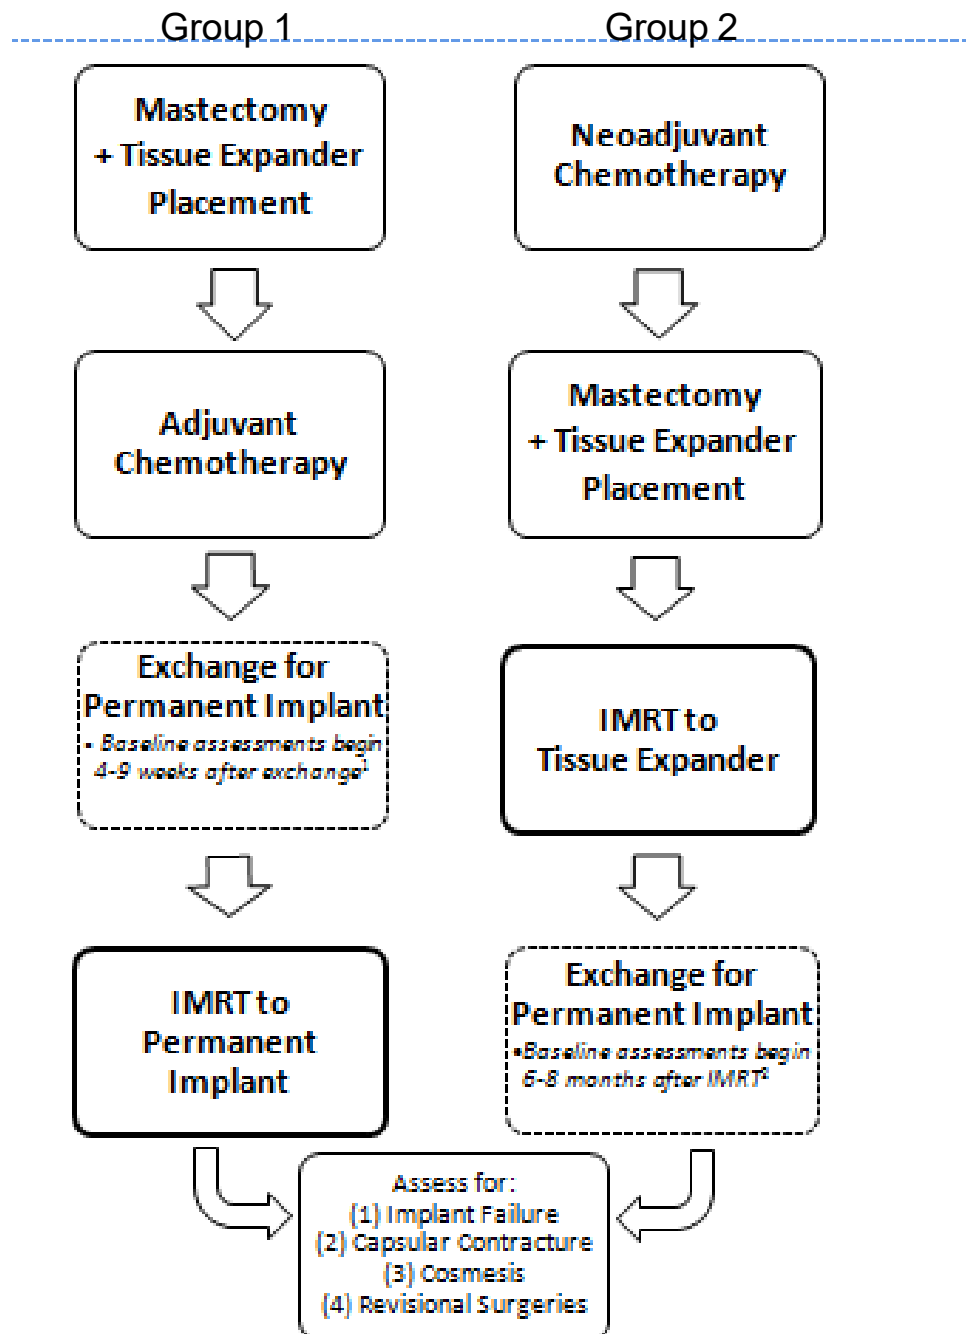 Group 1
Mastectomy
+ Tissue Expander
Placement
Adjuvant
Chemotherapy
Exchange for
Permanent Implant
• Baseline assessments begin
4-9 weeks after exchange¹
IMRT to
Permanent
Implant
Group 2
Neoadjuvant
Chemotherapy
Mastectomy
+ Tissue Expander
Placement
IMRT to
Tissue Expander
Exchange for
Permanent Implant
•Baseline assessments begin
6-8 months after IMRT²
Assess for:
(1) Implant Failure
(2) Capsular Contracture
(3) Cosmesis
(4) Revisional Surgeries